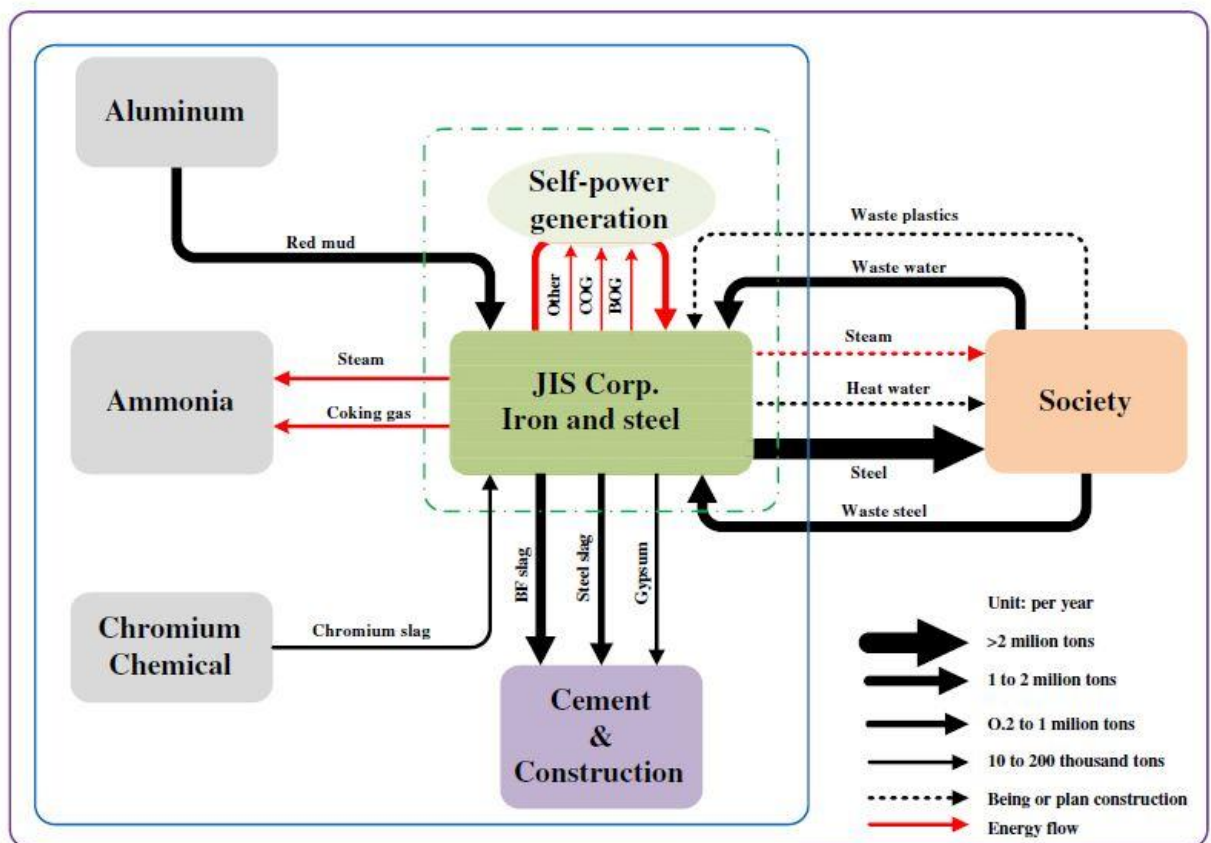 Aluminum
Self-power
generation
Waste plastics
Red mud
Waste water
Other
COG
BOG
Steam
Steam
JIS Corp.
Iron and steel
Ammonia
Coking gas
Heat water
Society
Steel
Waste steel
BF slag
Steel slag
Gypsum
Chromium
Chemical
Chromium slag
Cement
&
Construction
Unit: per year
>2 milion tons
1 to 2 milion tons
O.2 to 1 milion tons
10 to 200 thousand tons
Being or plan construction
Energy flow